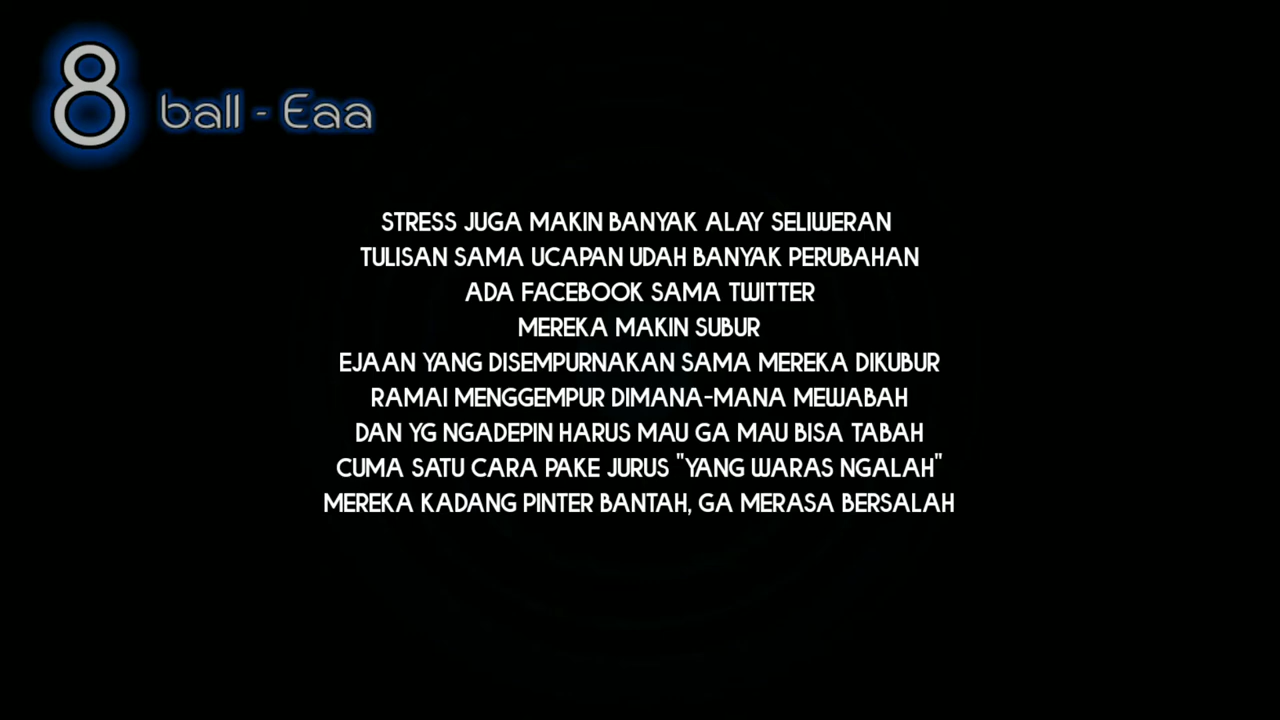 8 ball - Eaa
STRESS JUGA MAKIN BANYAK ALAY SELIWERAN
TULISAN SAMA UCAPAN UDAH BANYAK PERUBAHAN
ADA FACEBOOK SAMA TWITTER
MEREKA MAKIN SUBUR
EJAAN YANG DISEMPURNAKAN SAMA MEREKA DIKUBUR
RAMAI MENGGEMPUR DIMANA-MANA MEWABAH
DAN YG NGADEPIN HARUS MAU GA MAU BISA TABAH
CUMA SATU CARA PAKE JURUS "YANG WARAS NGALAH"
MEREKA KADANG PINTER BANTAH, GA MERASA BERSALAH